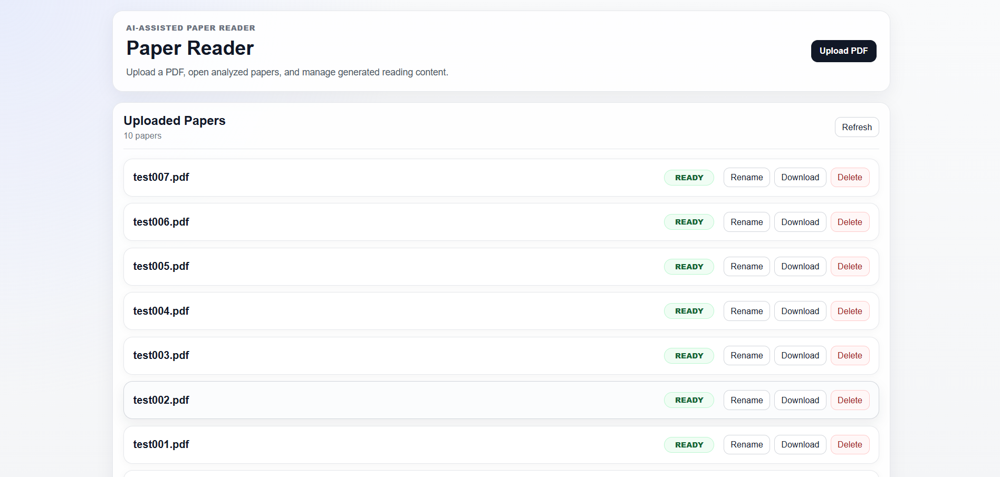 AI-ASSISTED PAPER READER
Paper Reader
Upload a PDF, open analyzed papers, and manage generated reading content.
Upload PDF
Uploaded Papers
10 papers
Refresh
test007.pdf READY Rename Download Delete
test006.pdf READY Rename Download Delete
test005.pdf READY Rename Download Delete
test004.pdf READY Rename Download Delete
test003.pdf READY Rename Download Delete
test002.pdf READY Rename Download Delete
test001.pdf READY Rename Download Delete